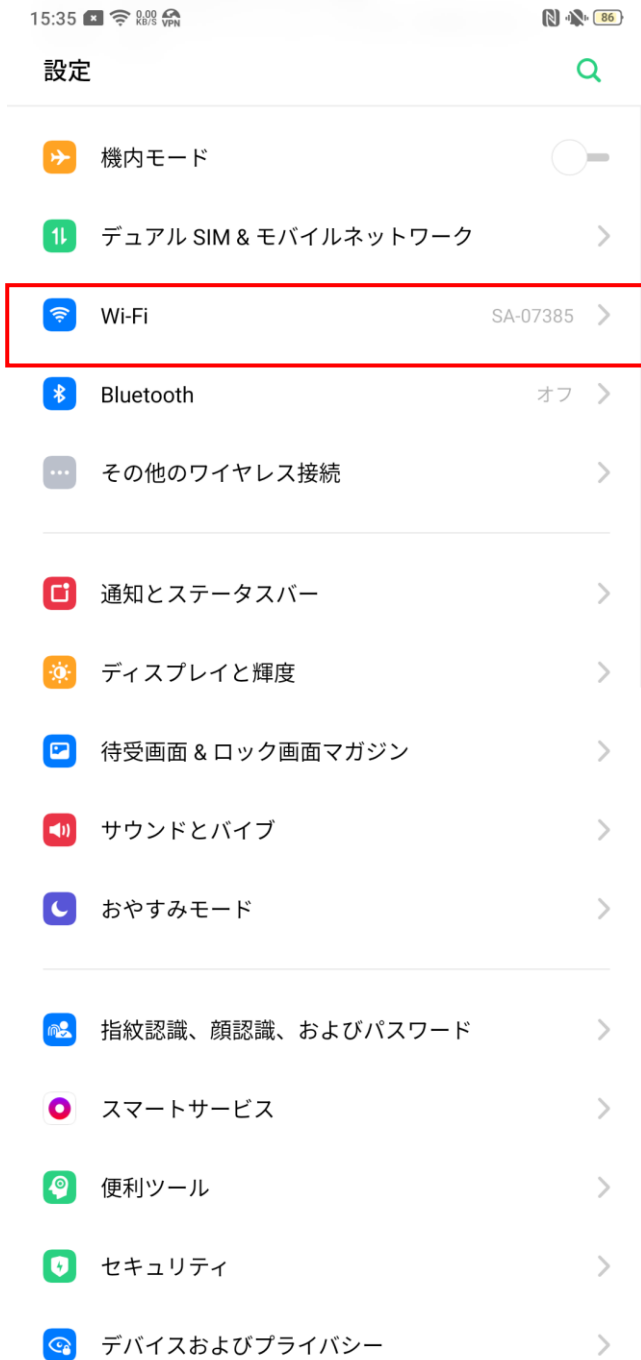 15:35 0.00 KB/S VPN 86
設定
機内モード
デュアル SIM & モバイルネットワーク
Wi-Fi SA-07385
Bluetooth オフ
その他のワイヤレス接続
通知とステータスバー
ディスプレイと輝度
待受画面 & ロック画面マガジン
サウンドとバイブ
おやすみモード
指紋認識、顔認識、およびパスワード
スマートサービス
便利ツール
セキュリティ
デバイスおよびプライバシー